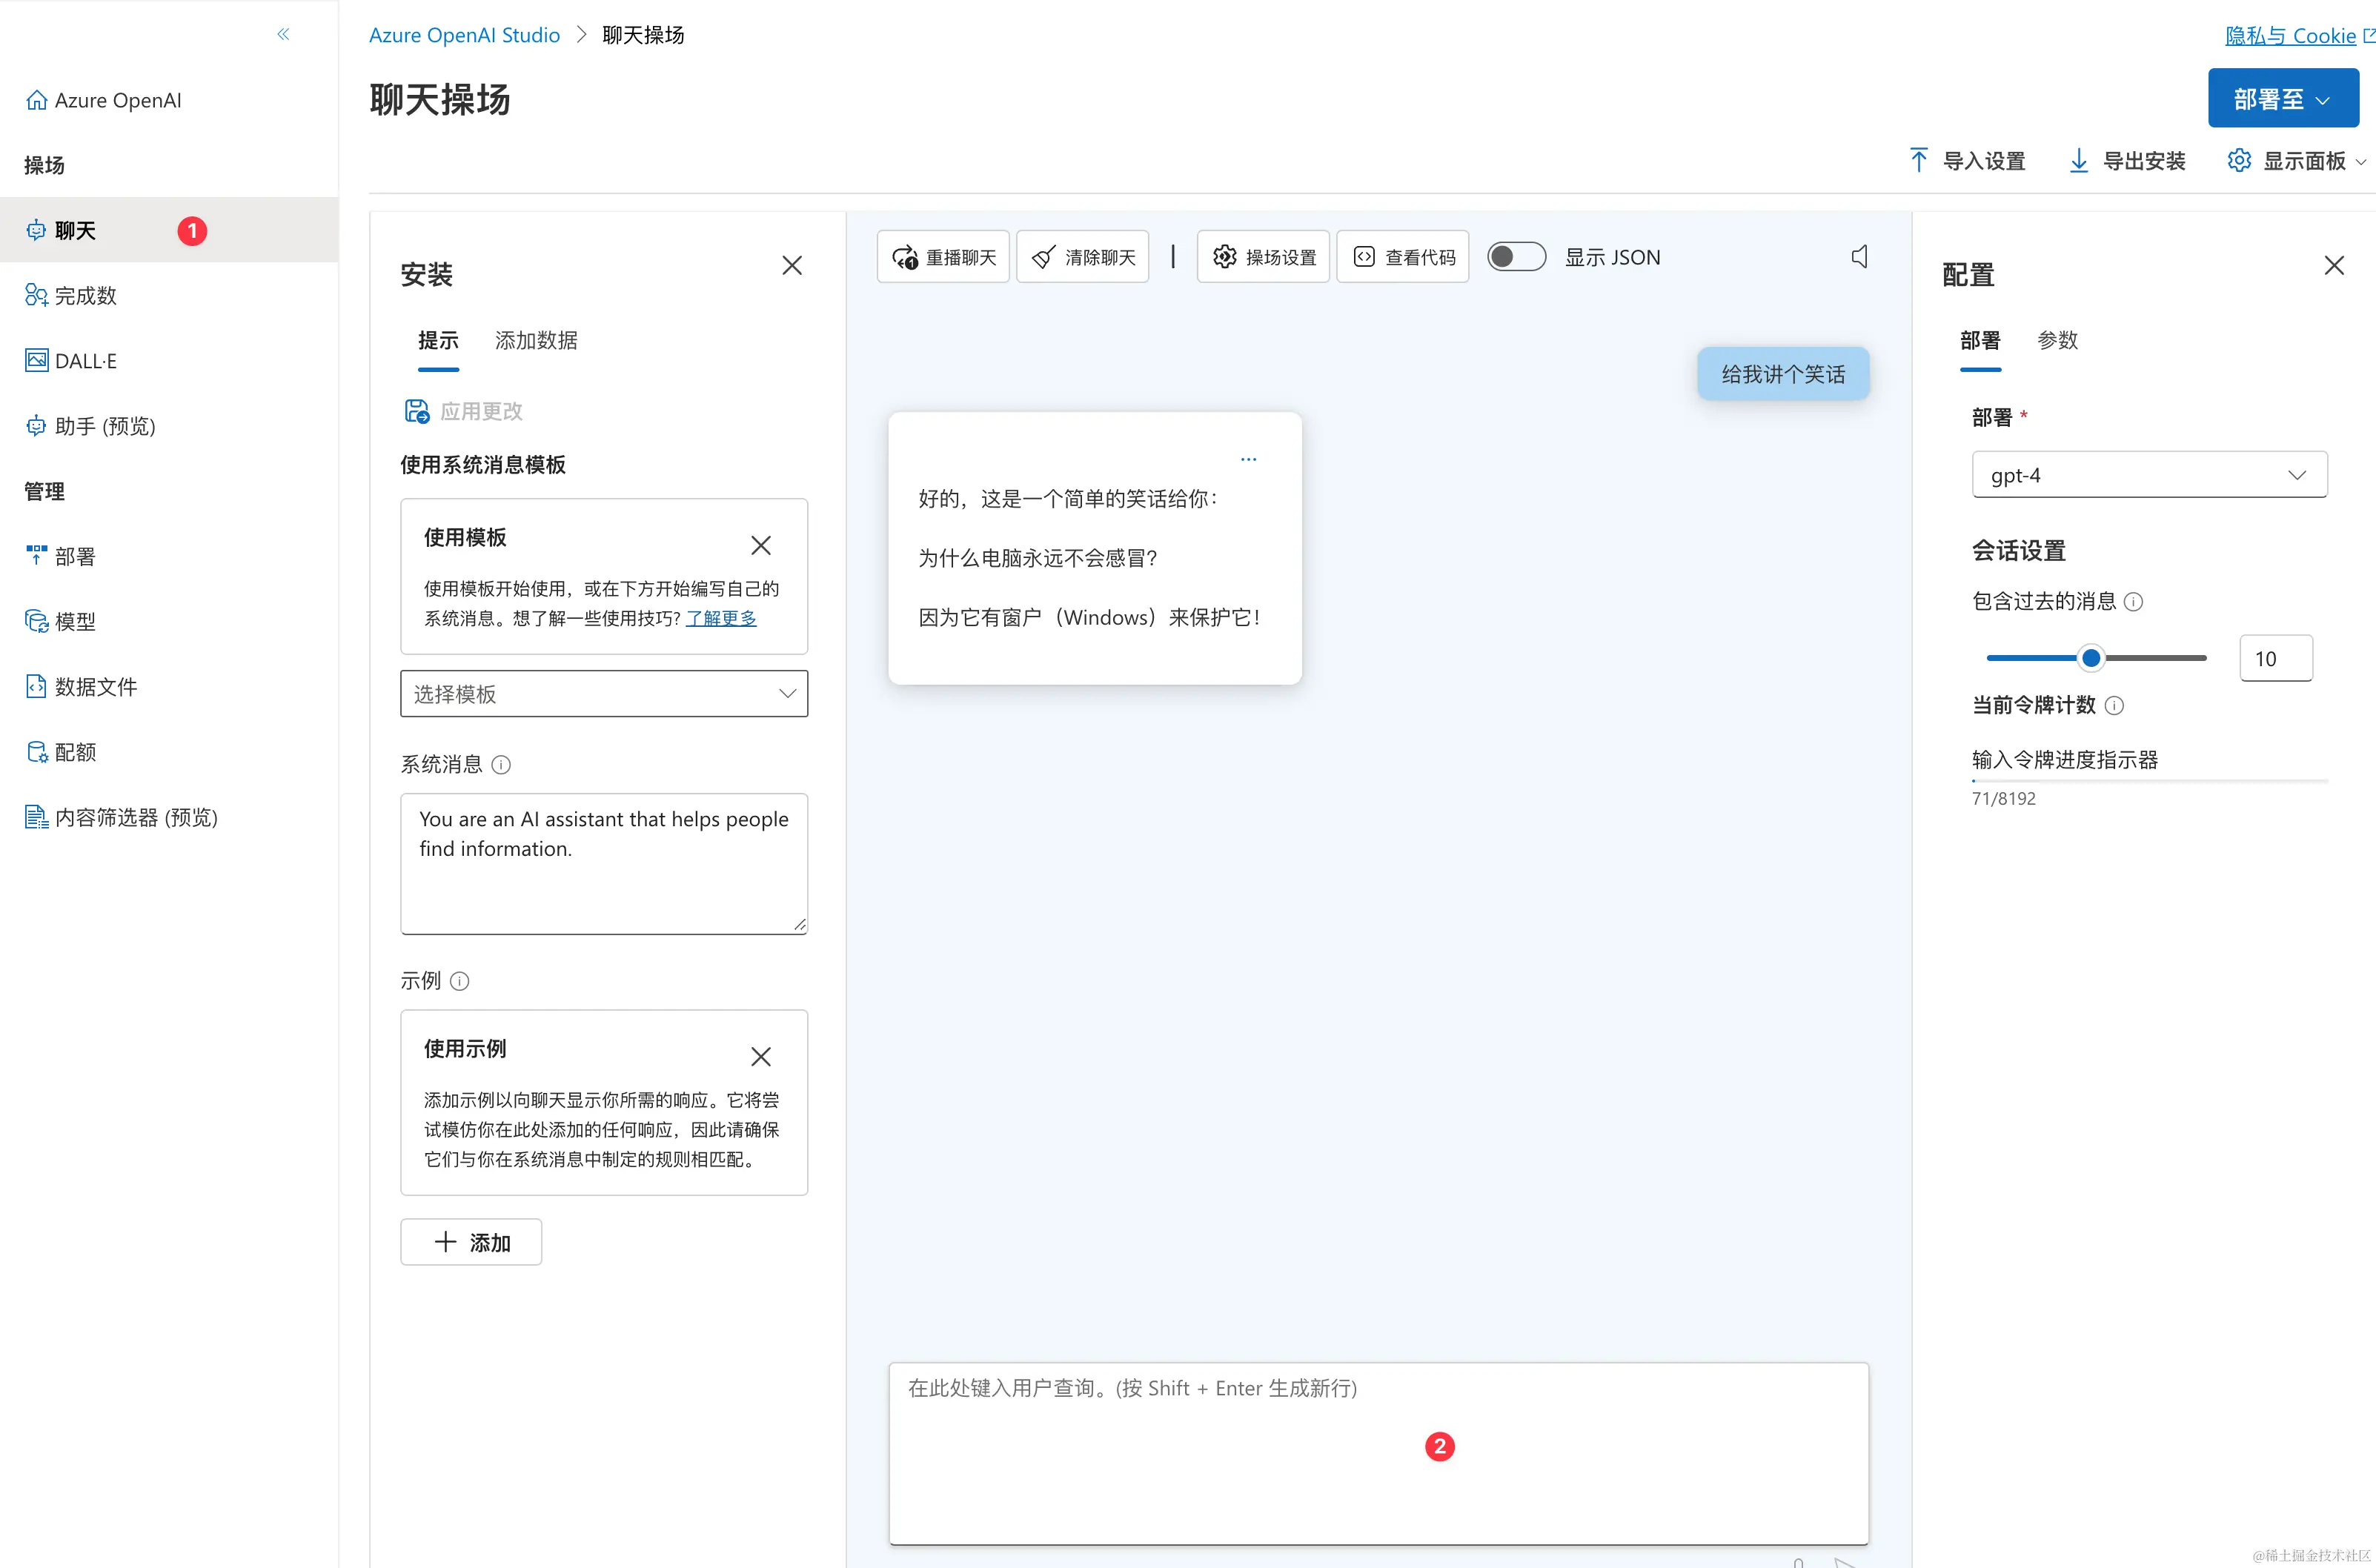 Azure OpenAI Studio > 聊天操场
隐私与 Cookie
Azure OpenAI
操场
聊天 1
完成数
DALL·E
助手 (预览)
管理
部署
模型
数据文件
配额
内容筛选器 (预览)
聊天操场
部署至
导入设置
导出安装
显示面板
安装
提示 添加数据
应用更改
使用系统消息模板
使用模板
使用模板开始使用，或在下方开始编写自己的
系统消息。想了解一些使用技巧? 了解更多
选择模板
系统消息
You are an AI assistant that helps people
find information.
示例
使用示例
添加示例以向聊天显示你所需的响应。它将尝
试模仿你在此处添加的任何响应，因此请确保
它们与你在系统消息中制定的规则相匹配。
添加
1 重播聊天 清除聊天 操场设置 查看代码 显示 JSON
给我讲个笑话
好的，这是一个简单的笑话给你：
为什么电脑永远不会感冒？
因为它有窗户（Windows）来保护它！
在此处键入用户查询。(按 Shift + Enter 生成新行)
2
配置
部署 参数
部署 *
gpt-4
会话设置
包含过去的消息
10
当前令牌计数
输入令牌进度指示器
71/8192
@稀土掘金技术社区